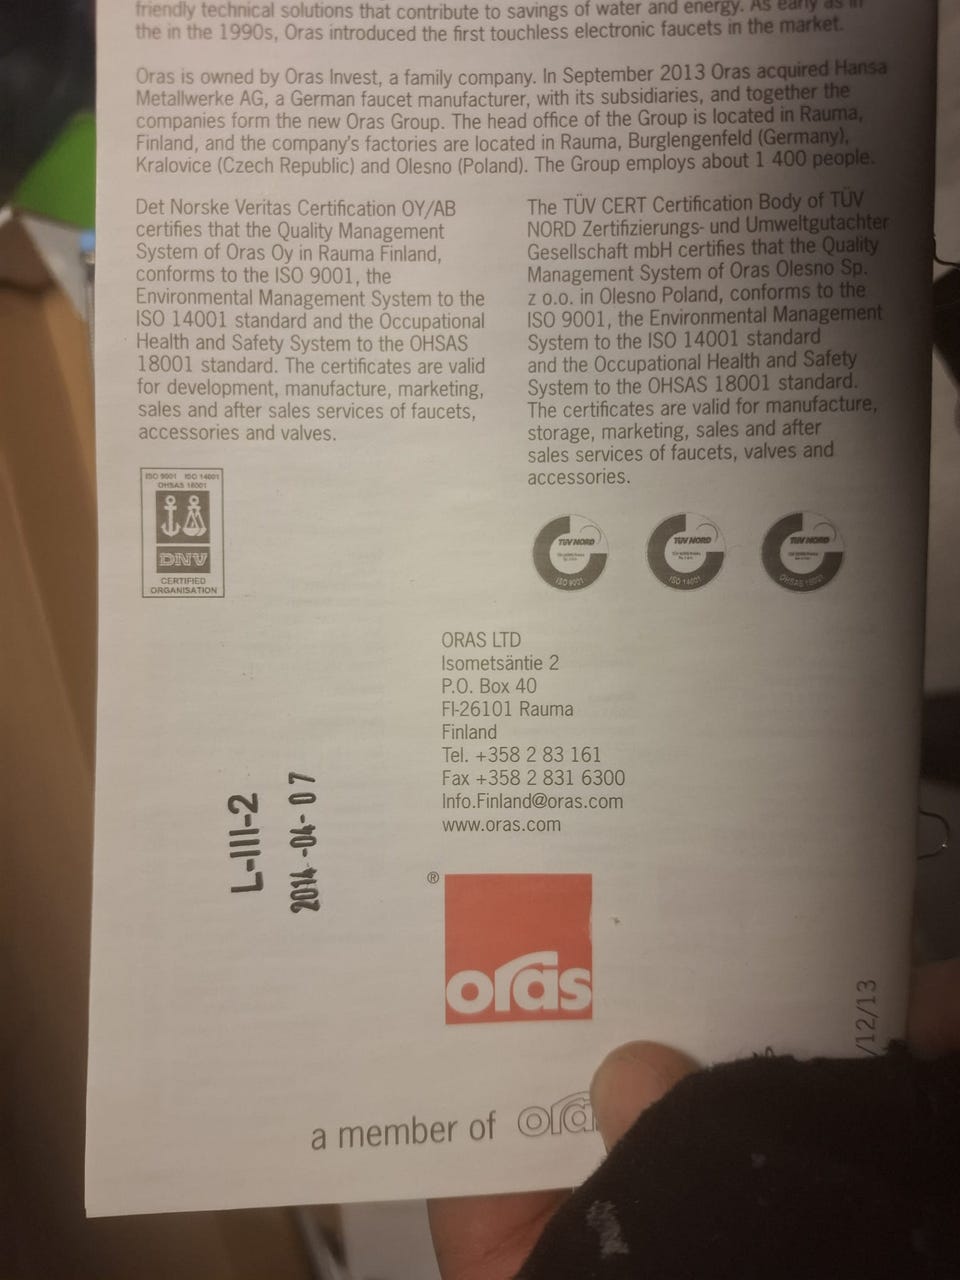 friendly technical solutions that contribute to savings of water and energy. As early as in
the in the 1990s, Oras introduced the first touchless electronic faucets in the market.
Oras is owned by Oras Invest, a family company. In September 2013 Oras acquired Hansa
Metallwerke AG, a German faucet manufacturer, with its subsidiaries, and together the
companies form the new Oras Group. The head office of the Group is located in Rauma,
Finland, and the company's factories are located in Rauma, Burglengenfeld (Germany),
Kralovice (Czech Republic) and Olesno (Poland). The Group employs about 1 400 people.
Det Norske Veritas Certification OY/AB
certifies that the Quality Management
System of Oras Oy in Rauma Finland,
conforms to the ISO 9001, the
Environmental Management System to the
ISO 14001 standard and the Occupational
Health and Safety System to the OHSAS
18001 standard. The certificates are valid
for development, manufacture, marketing,
sales and after sales services of faucets,
accessories and valves.
The TÜV CERT Certification Body of TÜV
NORD Zertifizierungs- und Umweltgutachter
Gesellschaft mbH certifies that the Quality
Management System of Oras Olesno Sp.
z o.o. in Olesno Poland, conforms to the
ISO 9001, the Environmental Management
System to the ISO 14001 standard
and the Occupational Health and Safety
System to the OHSAS 18001 standard.
The certificates are valid for manufacture,
storage, marketing, sales and after
sales services of faucets, valves and
accessories.
ISO 9001 ISO 14001
OHSAS 18001
DNV
CERTIFIED
ORGANISATION
TÜV NORD
ISO 9001
TÜV NORD
ISO 14001
TÜV NORD
OHSAS 18001
ORAS LTD
Isometsäntie 2
P.O. Box 40
FI-26101 Rauma
Finland
Tel. +358 2 83 161
Fax +358 2 831 6300
Info.Finland@oras.com
www.oras.com
L-III-2
2014-04-07
®
oras
/12/13
a member of ora